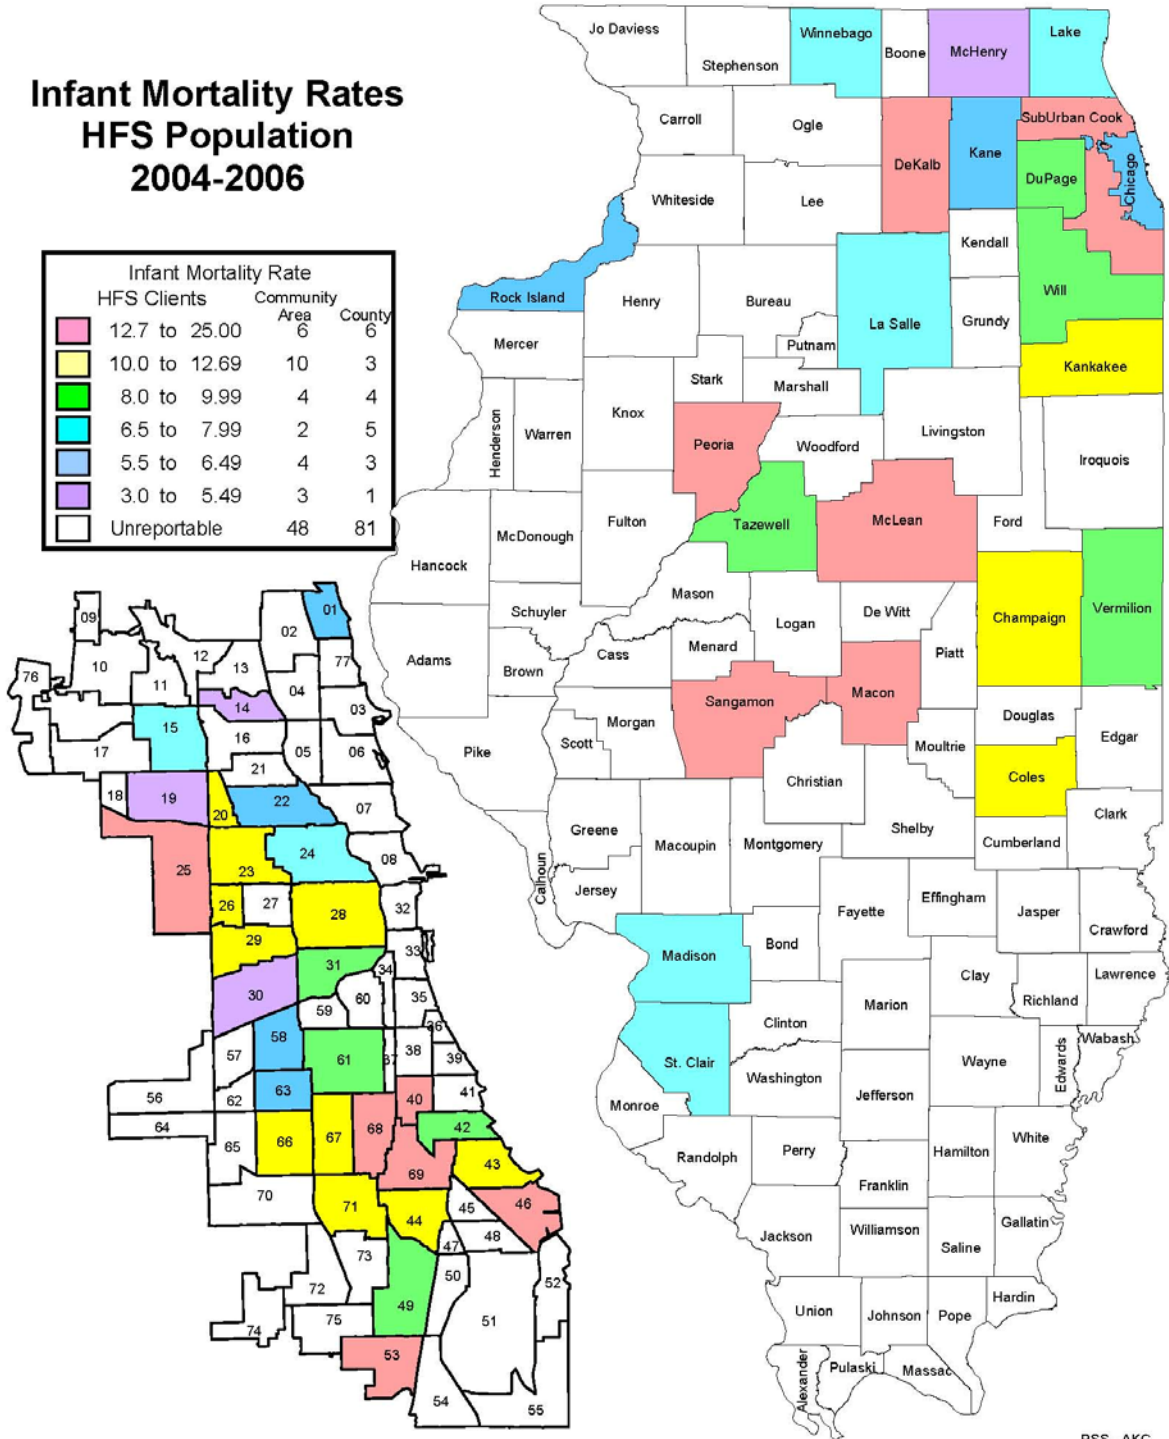 Infant Mortality Rates
HFS Population
2004-2006
Infant Mortality Rate
HFS Clients Community Area County
12.7 to 25.00 6 6
10.0 to 12.69 10 3
8.0 to 9.99 4 4
6.5 to 7.99 2 5
5.5 to 6.49 4 3
3.0 to 5.49 3 1
Unreportable 48 81
Jo Daviess
Stephenson
Winnebago
Boone
McHenry
Lake
Carroll
Ogle
DeKalb
Kane
SubUrban Cook
DuPage
Chicago
Whiteside
Lee
Kendall
Will
Rock Island
Henry
Bureau
La Salle
Grundy
Mercer
Putnam
Kankakee
Stark
Marshall
Knox
Henderson
Warren
Peoria
Woodford
Livingston
Iroquois
Fulton
Tazewell
McLean
Ford
McDonough
Hancock
Mason
Schuyler
Logan
De Witt
Champaign
Vermilion
Adams
Brown
Cass
Menard
Piatt
Sangamon
Macon
Douglas
Edgar
Pike
Scott
Morgan
Moultrie
Christian
Coles
Greene
Macoupin
Montgomery
Shelby
Clark
Cumberland
Calhoun
Jersey
Fayette
Effingham
Jasper
Crawford
Madison
Bond
Clay
Lawrence
Richland
Marion
Clinton
St. Clair
Wayne
Edwards
Wabash
Washington
Monroe
Jefferson
Randolph
Perry
Hamilton
White
Franklin
Jackson
Williamson
Saline
Gallatin
Union
Johnson
Pope
Hardin
Alexander
Pulaski
Massac
09
02
01
10
12
13
77
76
11
04
14
03
15
16
17
05
06
21
18
19
20
22
07
25
23
24
08
26
27
28
32
29
31
33
34
30
59
60
35
36
58
57
61
37
38
39
56
62
63
40
41
64
65
66
67
68
42
69
43
70
71
44
45
46
73
47
48
72
49
50
51
52
74
75
53
54
55